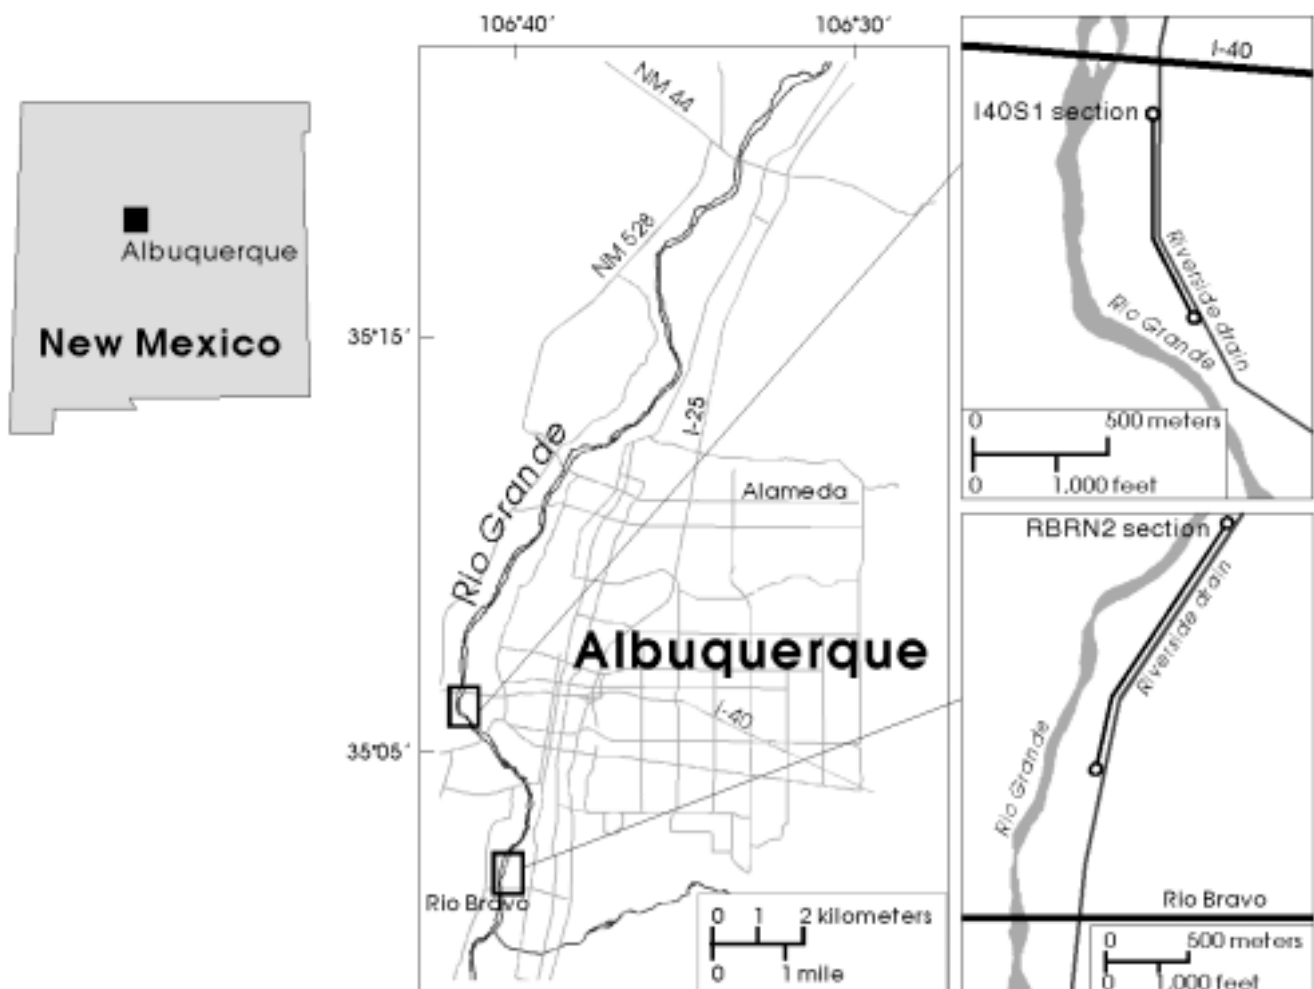 106°40′
106°30′
Albuquerque
New Mexico
NM 44
NM 528
35°15′
I-25
Rio Grande
Alameda
Albuquerque
I-40
35°05′
Rio Bravo
0 1 2 kilometers
0 1 mile
I-40
I40S1 section
Riverside drain
Rio Grande
0 500 meters
0 1,000 feet
RBRN2 section
Riverside drain
Rio Grande
Rio Bravo
0 500 meters
0 1,000 feet